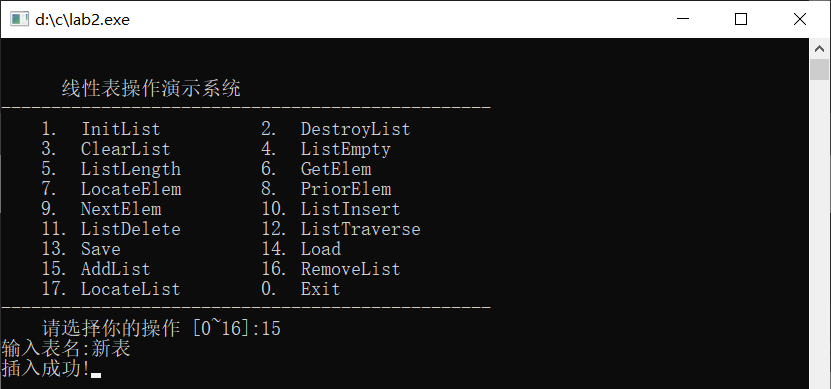 d:\c\lab2.exe
线性表操作演示系统
-------------------------------------------------
1. InitList 2. DestroyList
3. ClearList 4. ListEmpty
5. ListLength 6. GetElem
7. LocateElem 8. PriorElem
9. NextElem 10. ListInsert
11. ListDelete 12. ListTraverse
13. Save 14. Load
15. AddList 16. RemoveList
17. LocateList 0. Exit
-------------------------------------------------
请选择你的操作 [0~16]:15
输入表名:新表
插入成功!